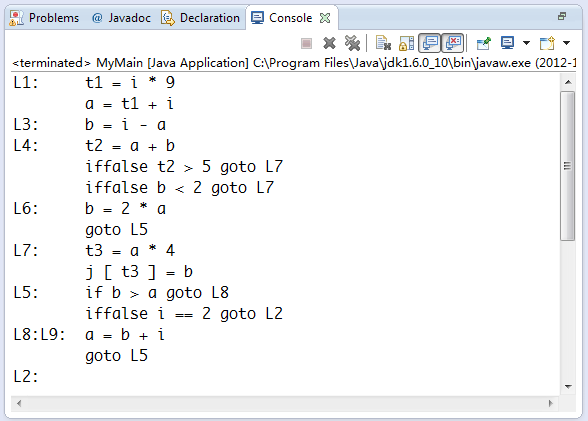 Problems @ Javadoc Declaration Console
<terminated> MyMain [Java Application] C:\Program Files\Java\jdk1.6.0_10\bin\javaw.exe (2012-1
L1: t1 = i * 9
a = t1 + i
L3: b = i - a
L4: t2 = a + b
iffalse t2 > 5 goto L7
iffalse b < 2 goto L7
L6: b = 2 * a
goto L5
L7: t3 = a * 4
j [ t3 ] = b
L5: if b > a goto L8
iffalse i == 2 goto L2
L8:L9: a = b + i
goto L5
L2: